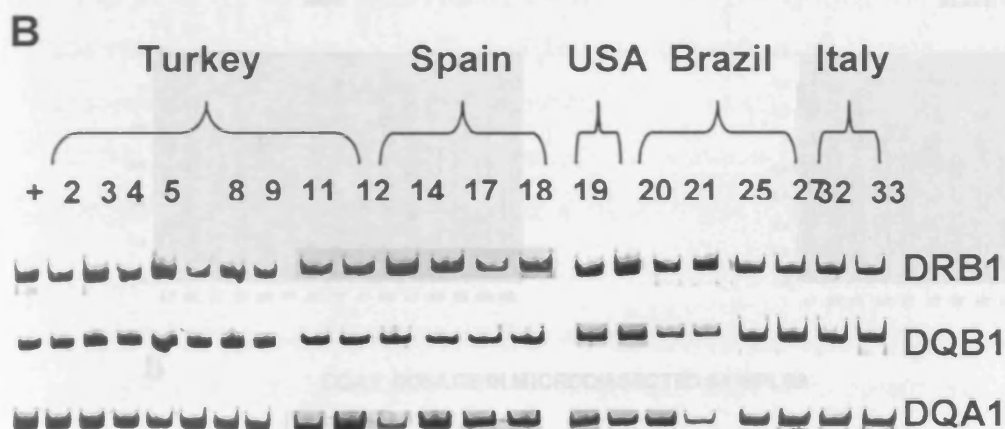 B
Turkey Spain USA Brazil Italy
+ 2 3 4 5 8 9 11 12 14 17 18 19 20 21 25 27 32 33
DRB1
DQB1
DQA1